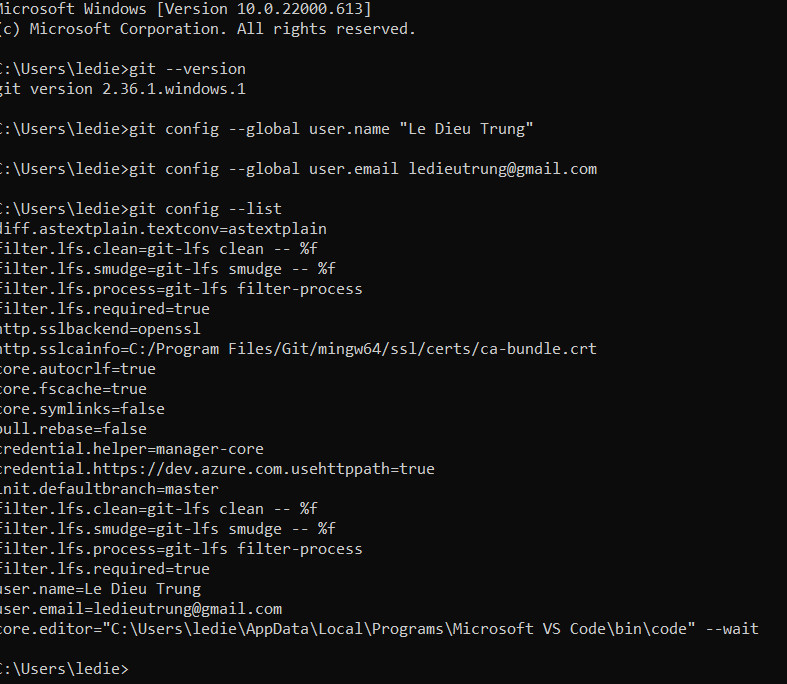 Microsoft Windows [Version 10.0.22000.613]
(c) Microsoft Corporation. All rights reserved.
C:\Users\ledie>git --version
git version 2.36.1.windows.1
C:\Users\ledie>git config --global user.name "Le Dieu Trung"
C:\Users\ledie>git config --global user.email ledieutrung@gmail.com
C:\Users\ledie>git config --list
diff.astextplain.textconv=astextplain
filter.lfs.clean=git-lfs clean -- %f
filter.lfs.smudge=git-lfs smudge -- %f
filter.lfs.process=git-lfs filter-process
filter.lfs.required=true
http.sslbackend=openssl
http.sslcainfo=C:/Program Files/Git/mingw64/ssl/certs/ca-bundle.crt
core.autocrlf=true
core.fscache=true
core.symlinks=false
pull.rebase=false
credential.helper=manager-core
credential.https://dev.azure.com.usehttppath=true
init.defaultbranch=master
filter.lfs.clean=git-lfs clean -- %f
filter.lfs.smudge=git-lfs smudge -- %f
filter.lfs.process=git-lfs filter-process
filter.lfs.required=true
user.name=Le Dieu Trung
user.email=ledieutrung@gmail.com
core.editor="C:\Users\ledie\AppData\Local\Programs\Microsoft VS Code\bin\code" --wait
C:\Users\ledie>